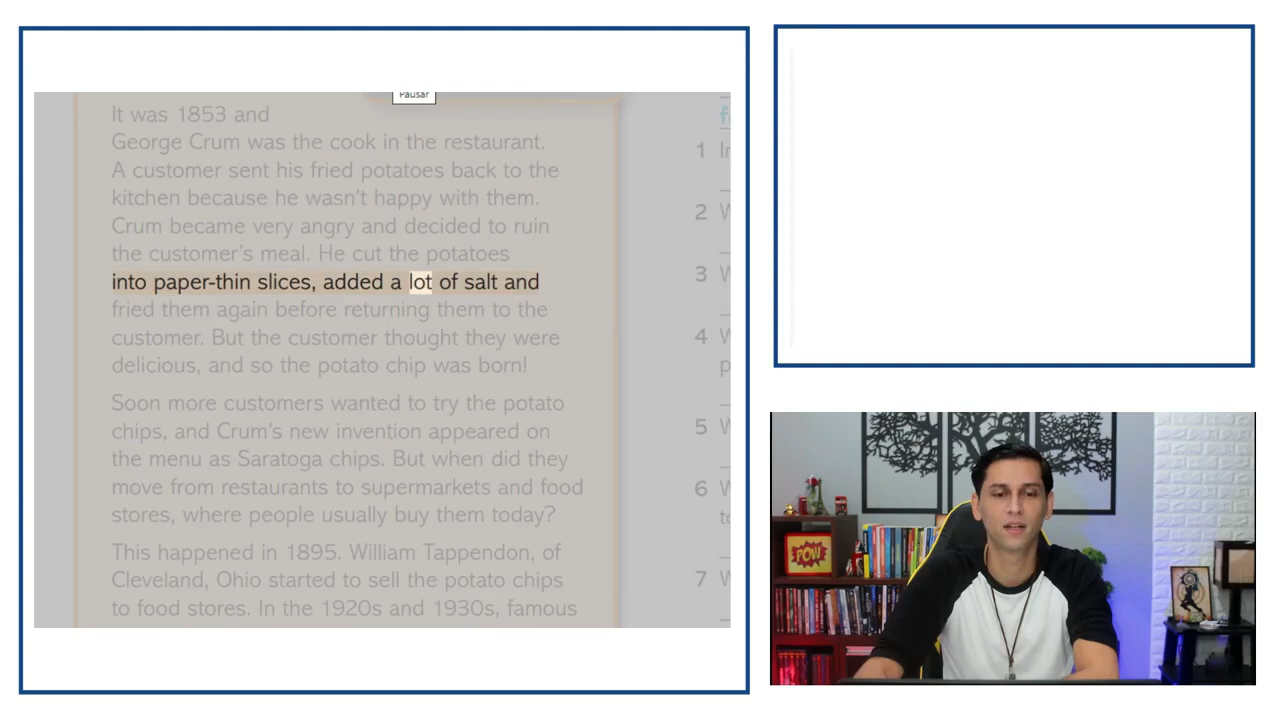 Pausar
It was 1853 and
George Crum was the cook in the restaurant.
A customer sent his fried potatoes back to the
kitchen because he wasn't happy with them.
Crum became very angry and decided to ruin
the customer's meal. He cut the potatoes
into paper-thin slices, added a lot of salt and
fried them again before returning them to the
customer. But the customer thought they were
delicious, and so the potato chip was born!
Soon more customers wanted to try the potato
chips, and Crum's new invention appeared on
the menu as Saratoga chips. But when did they
move from restaurants to supermarkets and food
stores, where people usually buy them today?
This happened in 1895. William Tappendon, of
Cleveland, Ohio started to sell the potato chips
to food stores. In the 1920s and 1930s, famous
1
2
3
4
5
6
7
POW